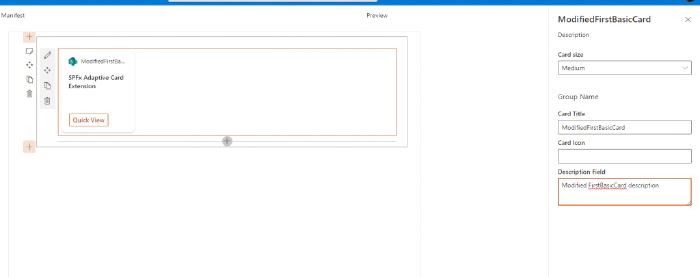 Manifest
Preview
ModifiedFirstBa...
SPFx Adaptive Card
Extension
Quick View
ModifiedFirstBasicCard
Description
Card size
Medium
Group Name
Card Title
ModifiedFirstBasicCard
Card Icon
Description Field
Modified FirstBasicCard description